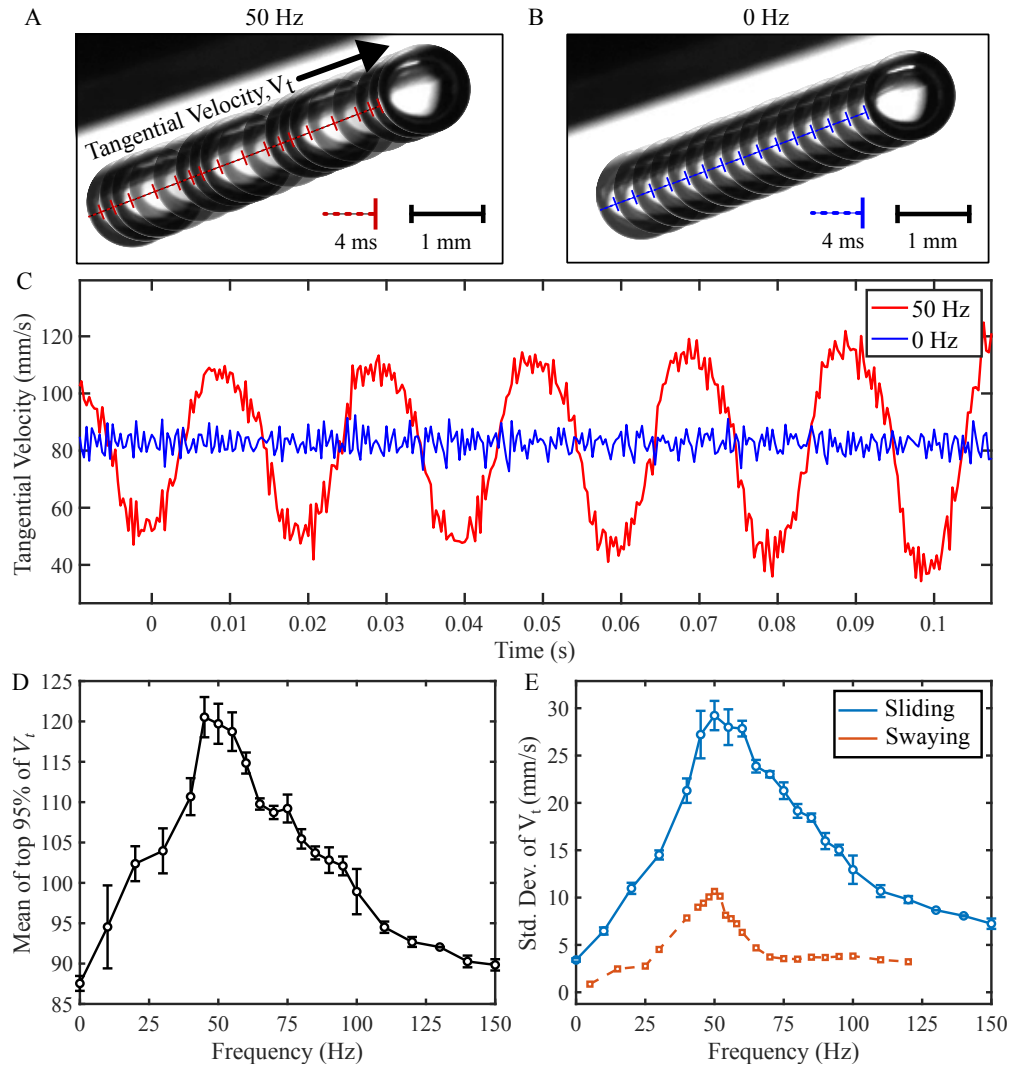 A
50 Hz
B
0 Hz
Tangential Velocity,Vt
4 ms
1 mm
4 ms
1 mm
C
Tangential Velocity (mm/s)
120
100
80
60
40
50 Hz
0 Hz
0 0.01 0.02 0.03 0.04 0.05 0.06 0.07 0.08 0.09 0.1
Time (s)
D
Mean of top 95% of Vt
125
120
115
110
105
100
95
90
85
0 25 50 75 100 125 150
Frequency (Hz)
E
Std. Dev. of Vt (mm/s)
30
25
20
15
10
5
0
Sliding
Swaying
0 25 50 75 100 125 150
Frequency (Hz)